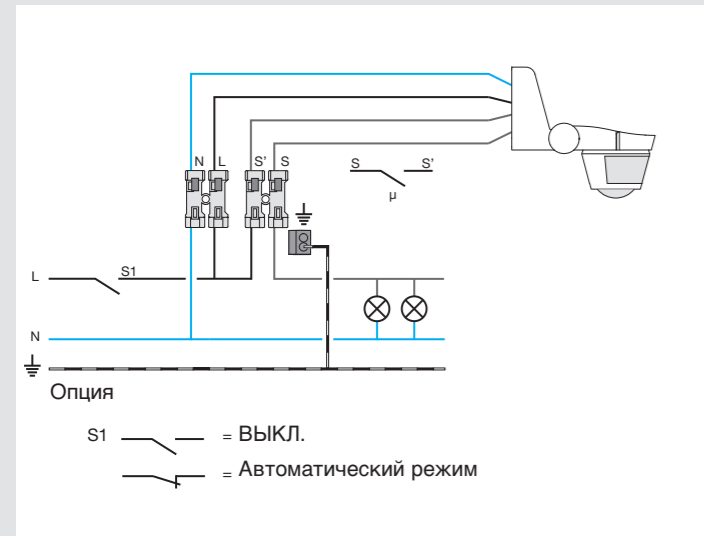 N L S' S
S S'
µ
L S1
N
Опция
S1 = ВЫКЛ.
= Автоматический режим